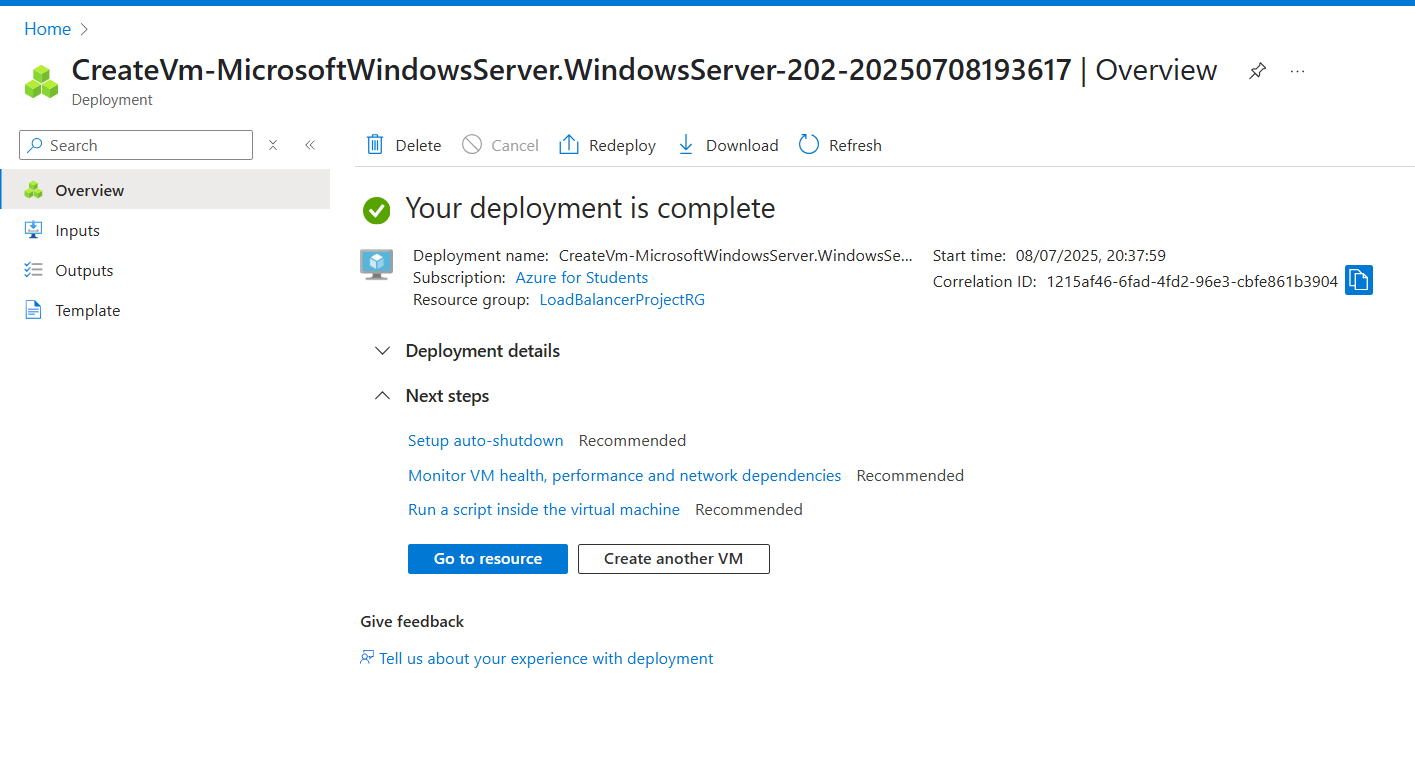 Home
CreateVm-MicrosoftWindowsServer.WindowsServer-202-20250708193617 | Overview
Deployment
Search
Delete
Cancel
Redeploy
Download
Refresh
Overview
Inputs
Outputs
Template
Your deployment is complete
Deployment name: CreateVm-MicrosoftWindowsServer.WindowsSe...
Subscription: Azure for Students
Resource group: LoadBalancerProjectRG
Start time: 08/07/2025, 20:37:59
Correlation ID: 1215af46-6fad-4fd2-96e3-cbfe861b3904
Deployment details
Next steps
Setup auto-shutdown Recommended
Monitor VM health, performance and network dependencies Recommended
Run a script inside the virtual machine Recommended
Go to resource
Create another VM
Give feedback
Tell us about your experience with deployment